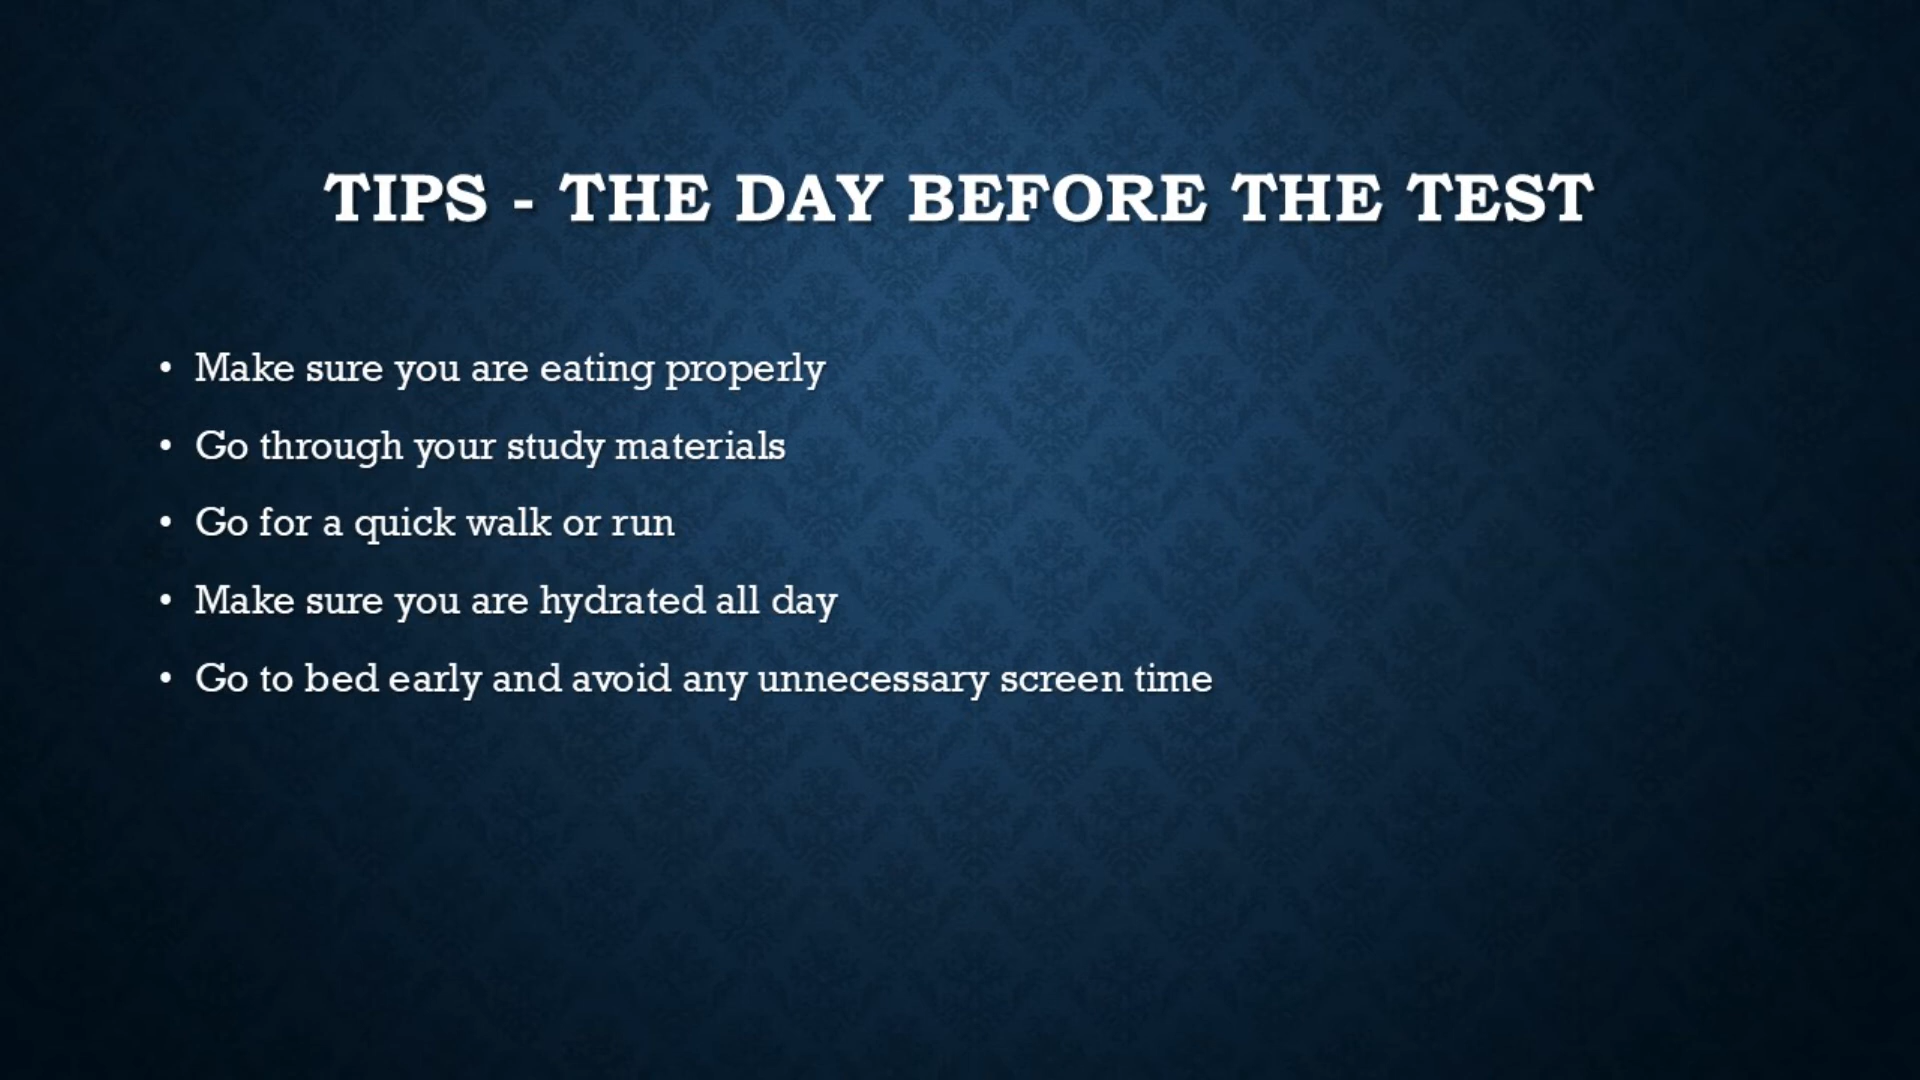 TIPS - THE DAY BEFORE THE TEST
• Make sure you are eating properly
• Go through your study materials
• Go for a quick walk or run
• Make sure you are hydrated all day
• Go to bed early and avoid any unnecessary screen time